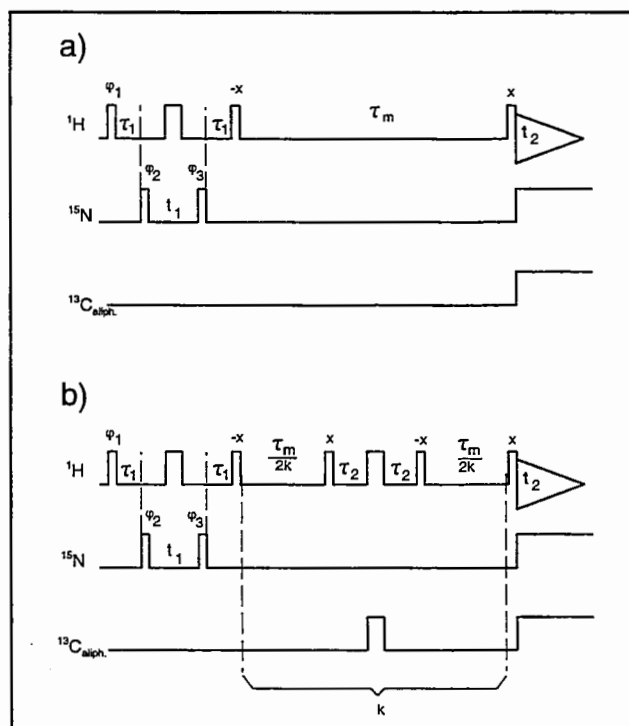 a)
φ1 -x x
¹H τ1 τ1 τm t2
φ2 φ3
¹⁵N t1
¹³Caliph.
b)
φ1 -x τm/2k x -x τm/2k x
¹H τ1 τ1 τ2 τ2 t2
φ2 φ3
¹⁵N t1
¹³Caliph.
k